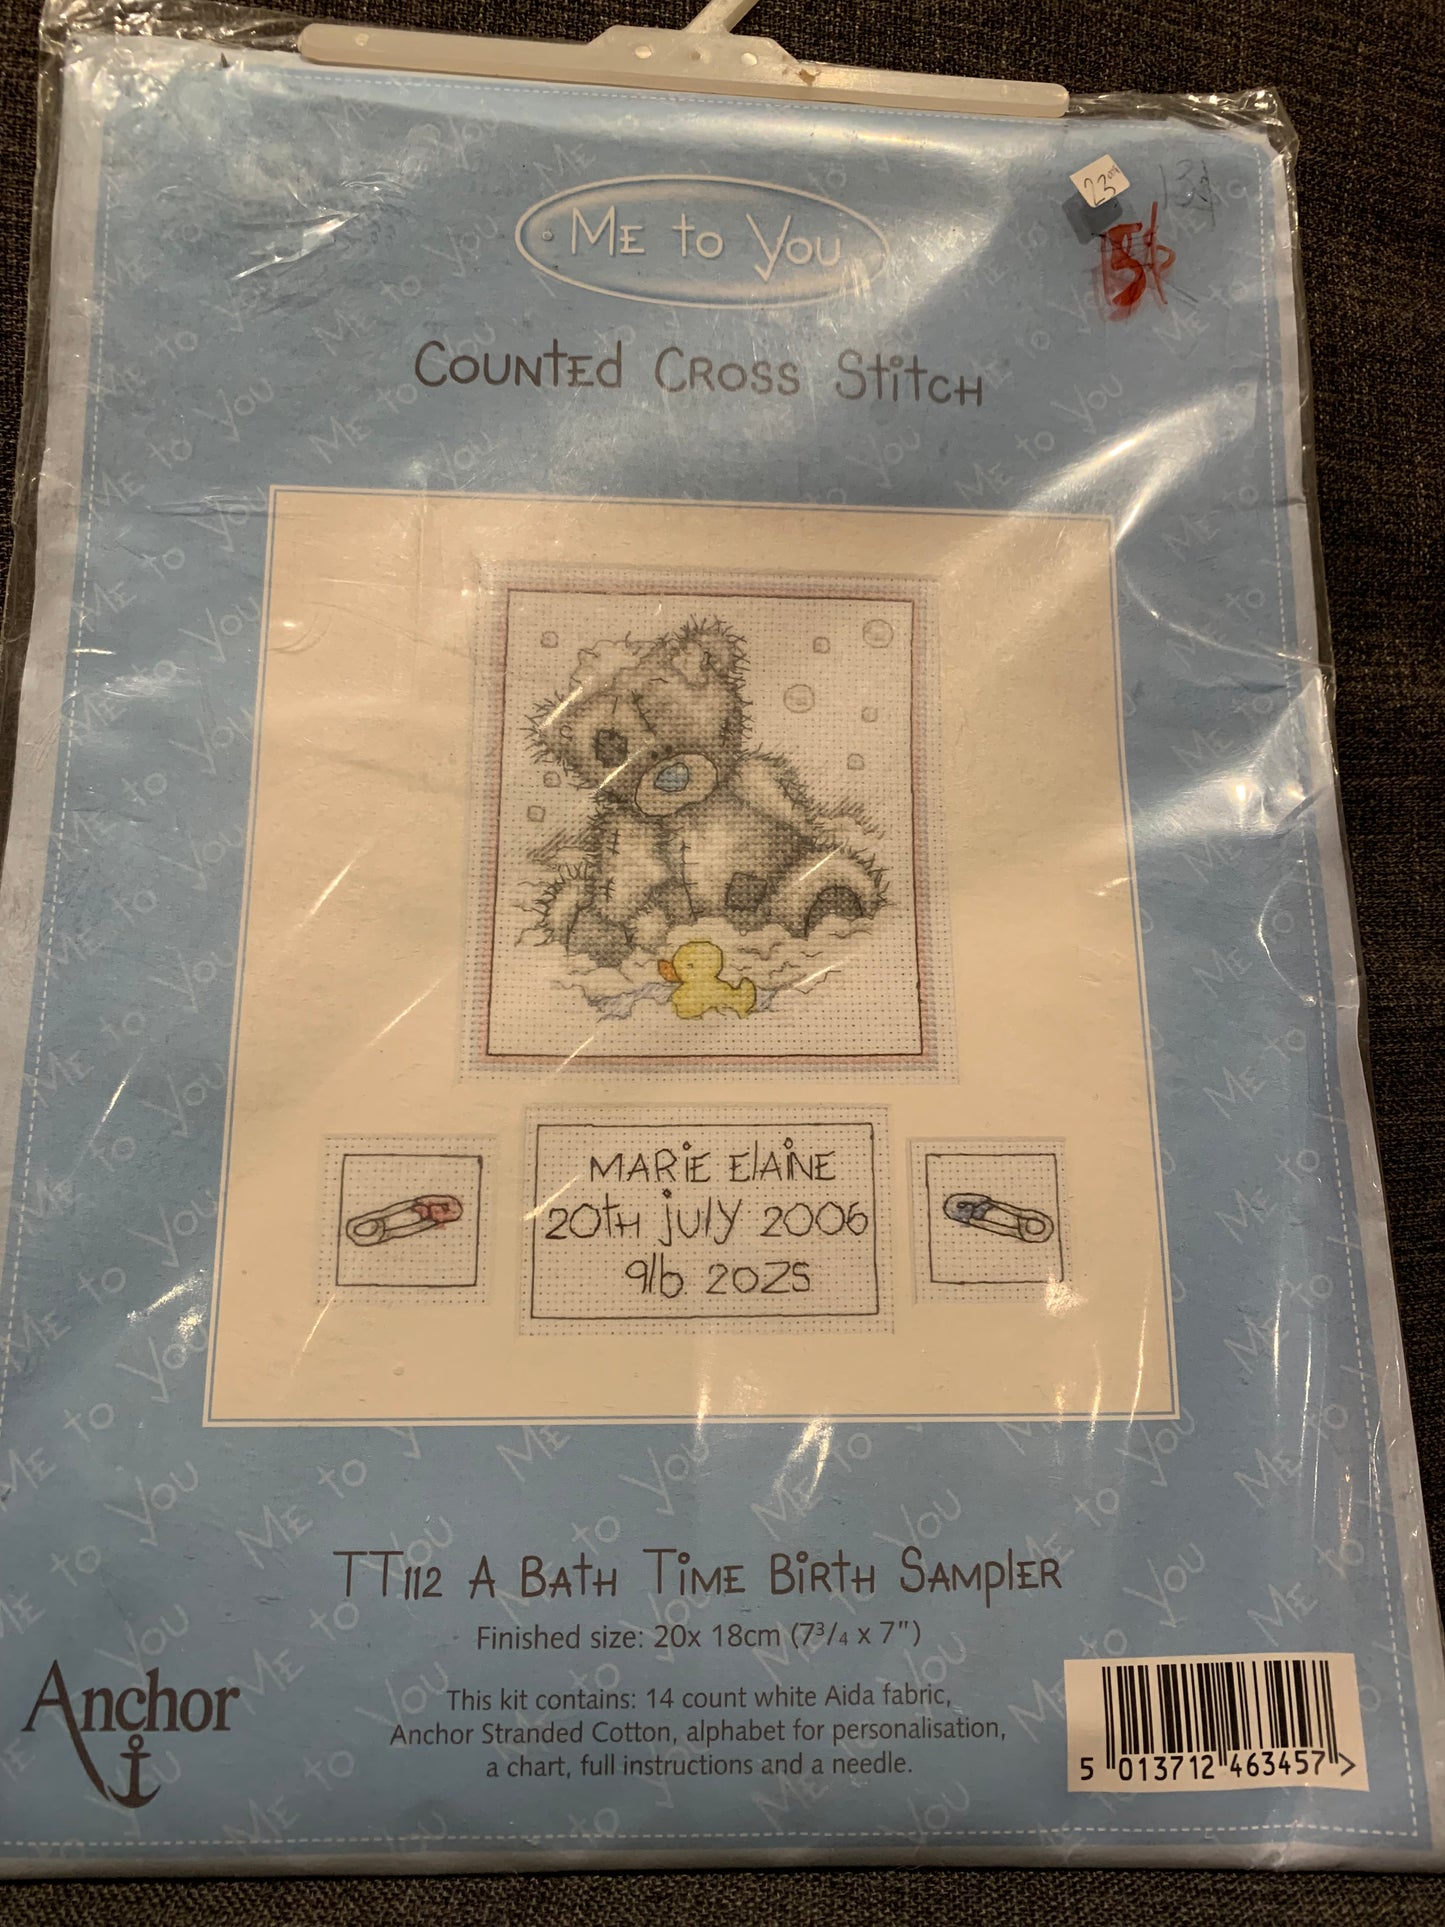 ME to You
23
Counted Cross Stitch
MARiE ElAiNE
20tH july 2006
9lb 2OZS
TT112 A BAtH TiME BiRtH SAMplER
Finished size: 20x 18cm (7³/₄ x 7")
This kit contains: 14 count white Aida fabric,
Anchor Stranded Cotton, alphabet for personalisation,
a chart, full instructions and a needle.
Anchor
5 013712 463457 >